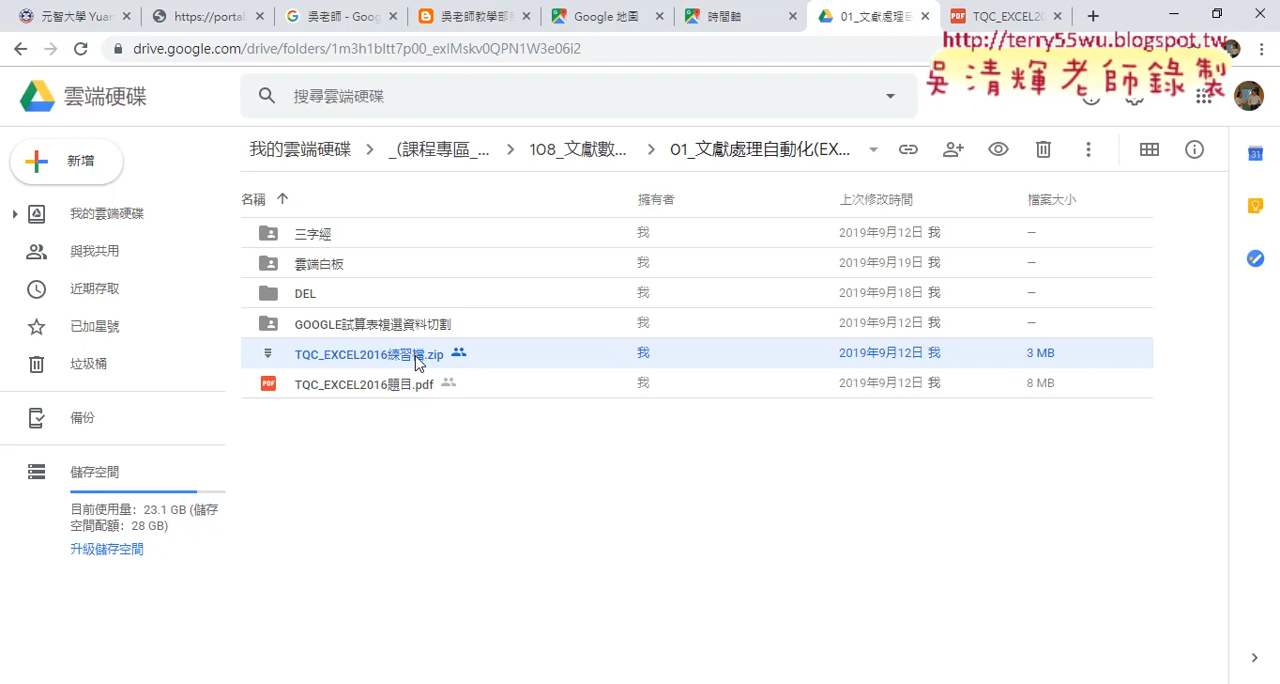 元智大學 Yuan
https://porta
吳老師 - Goog
吳老師教學部
Google 地圖
時間軸
01_文獻處理自
TQC_EXCEL20
drive.google.com/drive/folders/1m3h1bltt7p00_exlMskv0QPN1W3e06i2
http://terry55wu.blogspot.tw
吳清輝老師錄製
雲端硬碟
搜尋雲端硬碟
新增
我的雲端硬碟 > _(課程專區_... > 108_文獻數... > 01_文獻處理自動化(EX...
名稱 擁有者 上次修改時間 檔案大小
三字經 我 2019年9月12日 我 –
雲端白板 我 2019年9月19日 我 –
DEL 我 2019年9月18日 我 –
GOOGLE試算表複選資料切割 我 2019年9月12日 我 –
TQC_EXCEL2016練習檔.zip 我 2019年9月12日 我 3 MB
PDF TQC_EXCEL2016題目.pdf 我 2019年9月12日 我 8 MB
我的雲端硬碟
與我共用
近期存取
已加星號
垃圾桶
備份
儲存空間
目前使用量：23.1 GB (儲存
空間配額：28 GB)
升級儲存空間
31